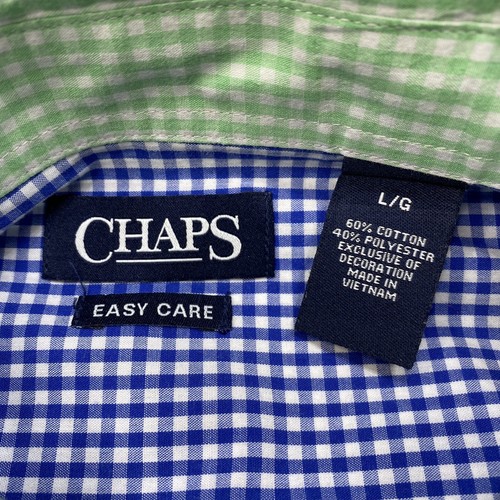 CHAPS
EASY CARE
L/G
60% COTTON
40% POLYESTER
EXCLUSIVE OF
DECORATION
MADE IN
VIETNAM